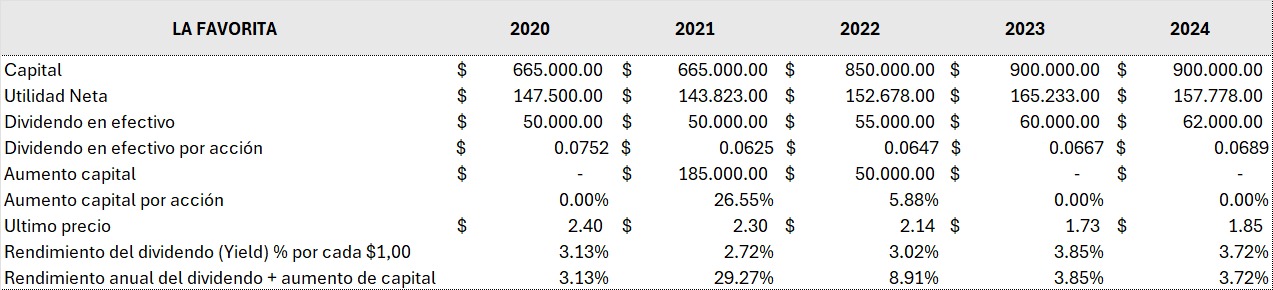 LA FAVORITA 2020 2021 2022 2023 2024
Capital $ 665.000.00 $ 665.000.00 $ 850.000.00 $ 900.000.00 $ 900.000.00
Utilidad Neta $ 147.500.00 $ 143.823.00 $ 152.678.00 $ 165.233.00 $ 157.778.00
Dividendo en efectivo $ 50.000.00 $ 50.000.00 $ 55.000.00 $ 60.000.00 $ 62.000.00
Dividendo en efectivo por acción $ 0.0752 $ 0.0625 $ 0.0647 $ 0.0667 $ 0.0689
Aumento capital $ - $ 185.000.00 $ 50.000.00 $ - $ -
Aumento capital por acción 0.00% 26.55% 5.88% 0.00% 0.00%
Ultimo precio $ 2.40 $ 2.30 $ 2.14 $ 1.73 $ 1.85
Rendimiento del dividendo (Yield) % por cada $1,00 3.13% 2.72% 3.02% 3.85% 3.72%
Rendimiento anual del dividendo + aumento de capital 3.13% 29.27% 8.91% 3.85% 3.72%